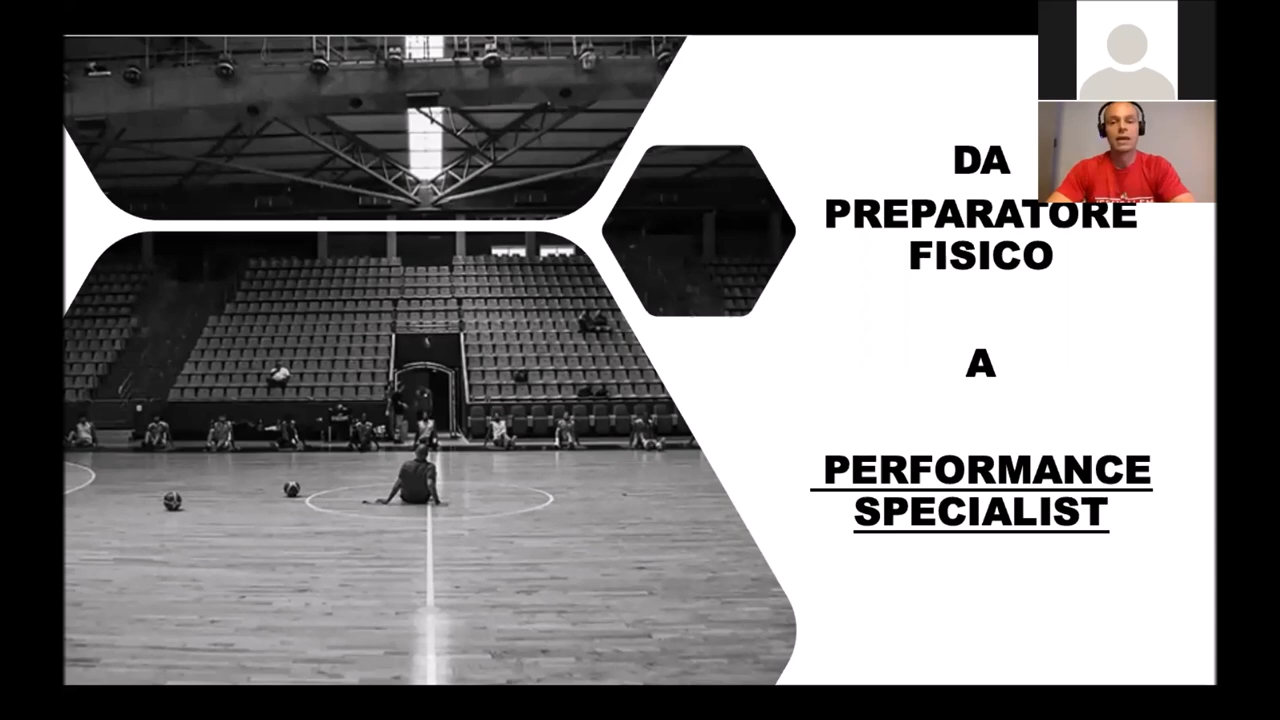 DA
PREPARATORE
FISICO
A
PERFORMANCE
SPECIALIST